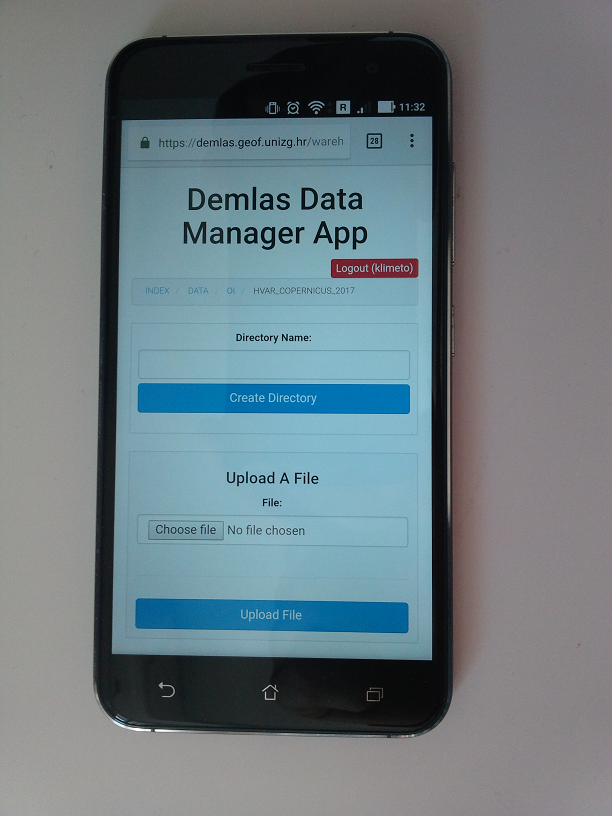 R 11:32
https://demlas.geof.unizg.hr/wareh 28
Demlas Data
Manager App
Logout (klimeto)
INDEX / DATA / OI / HVAR_COPERNICUS_2017
Directory Name:
Create Directory
Upload A File
File:
Choose file No file chosen
Upload File